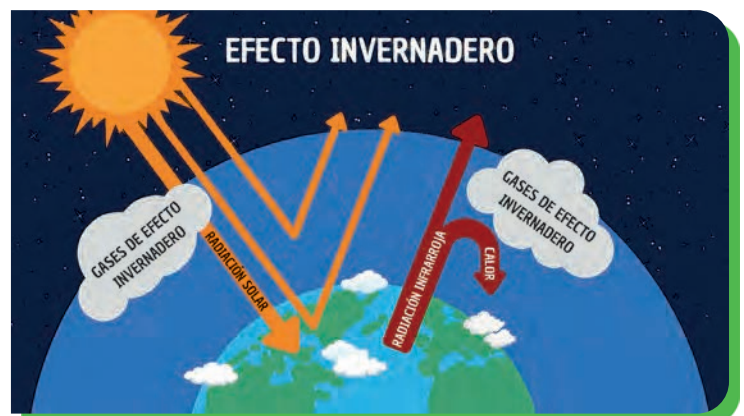 EFECTO INVERNADERO
GASES DE EFECTO
INVERNADERO
RADIACIÓN SOLAR
RADIACIÓN INFRARROJA
CALOR
GASES DE EFECTO
INVERNADERO